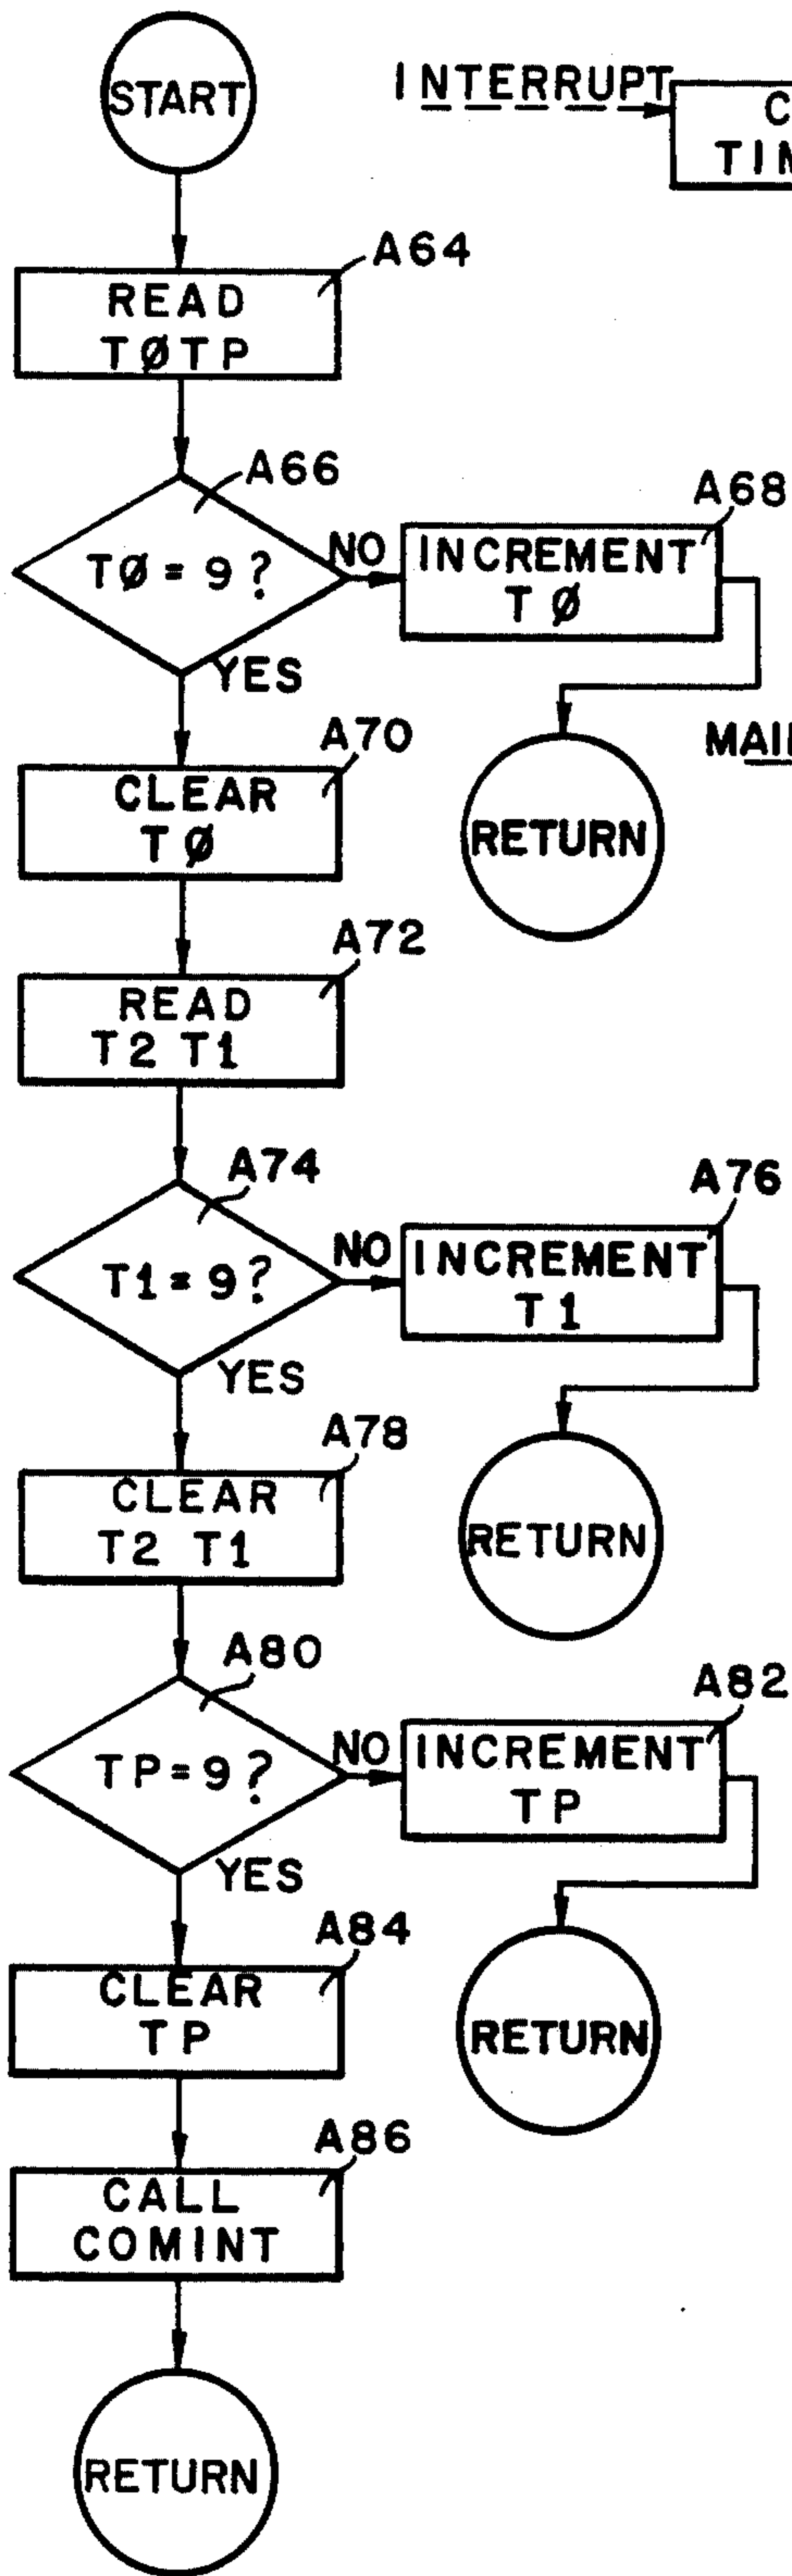 START
INTERRUPT
A64
READ
TØTP
A66
TØ = 9 ?
NO
A68
INCREMENT
TØ
YES
RETURN
A70
CLEAR
TØ
A72
READ
T2 T1
A74
T1 = 9 ?
NO
A76
INCREMENT
T1
YES
RETURN
A78
CLEAR
T2 T1
A80
TP = 9 ?
NO
A82
INCREMENT
TP
YES
RETURN
A84
CLEAR
TP
A86
CALL
COMINT
RETURN